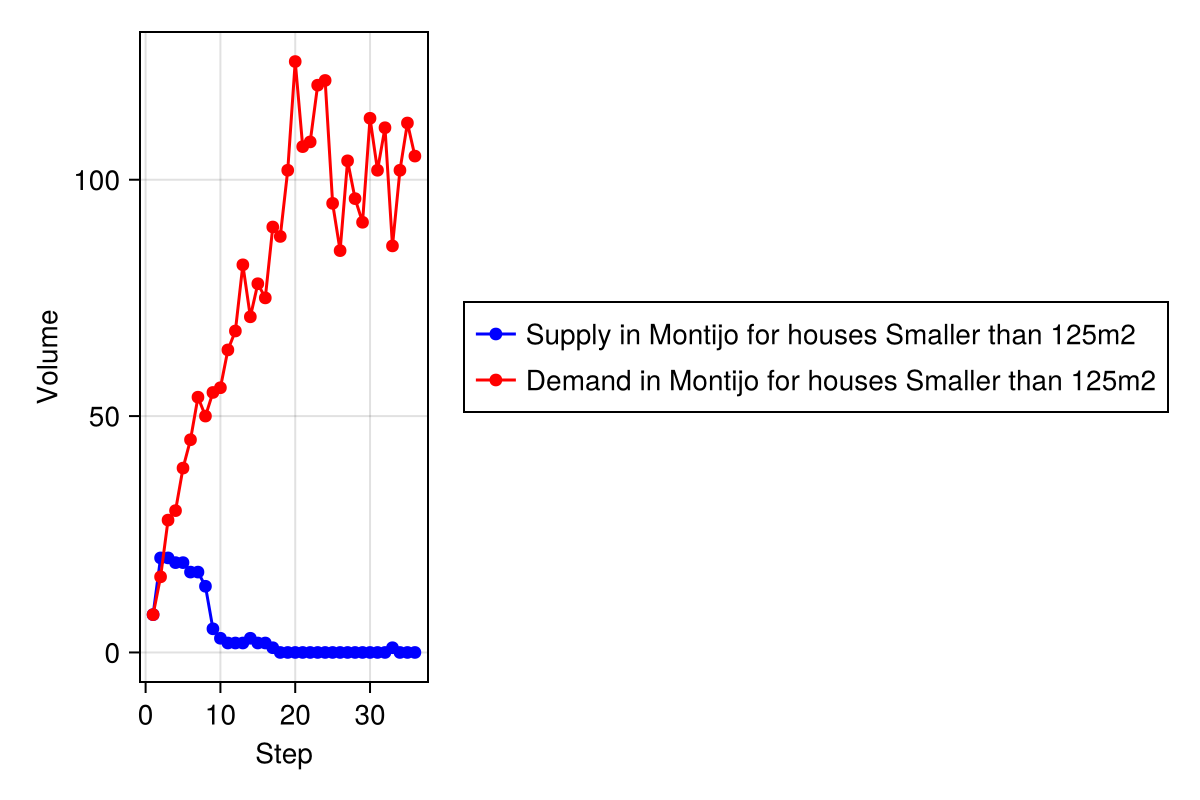 100
50
0
Volume
0 10 20 30
Step
Supply in Montijo for houses Smaller than 125m2
Demand in Montijo for houses Smaller than 125m2